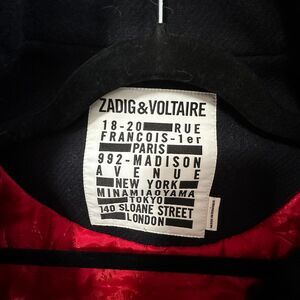 ZADIG&VOLTAIRE
18-20 RUE
FRANCOIS-1er
PARIS
992-MADISON
AVENUE
NEW YORK
MINAMIAOYAMA
TOKYO
140 SLOANE STREET
LONDON